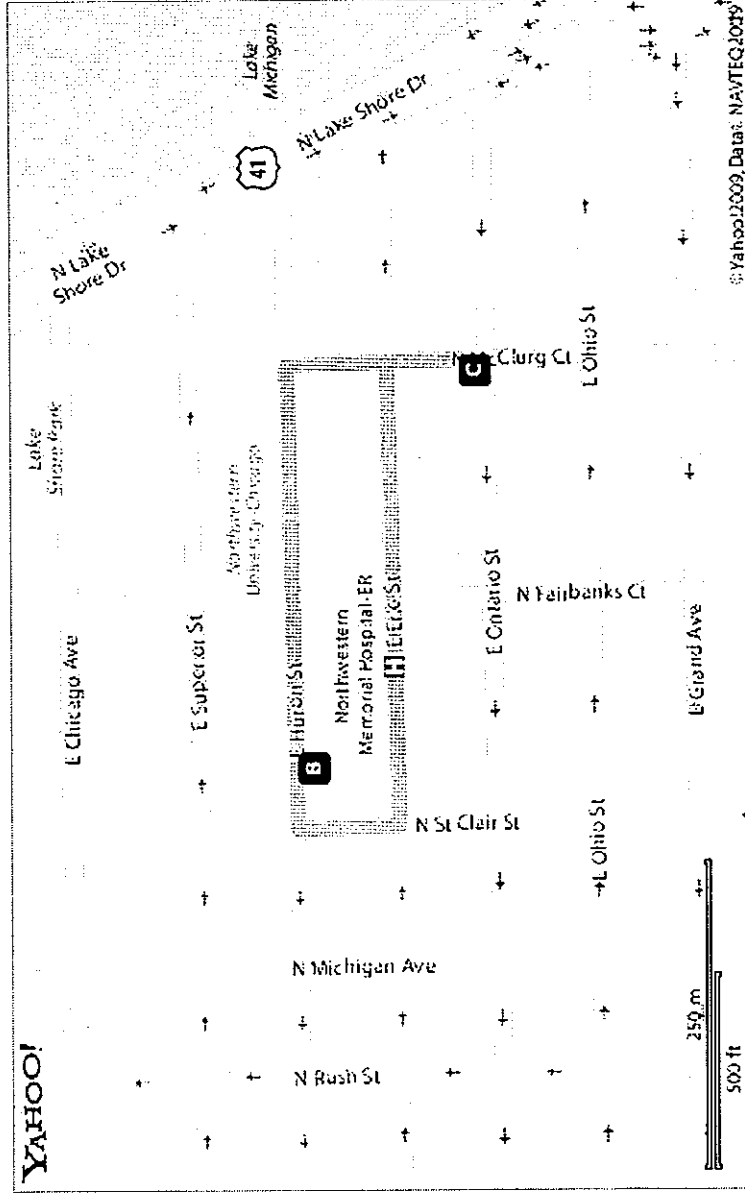 YAHOO!
E Chicago Ave
Lake
Shore Park
N Lake
Shore Dr
E Superior St
Northwestern
University-Chicago
41
Lake
Michigan
E Huron St
B
Northwestern
Memorial Hospital-ER
H
E Erie St
N Lake Shore Dr
N St Clair St
N McClurg Ct
C
E Ontario St
N Fairbanks Ct
E Ohio St
E Ohio St
E Grand Ave
N Michigan Ave
N Rush St
250 m
500 ft
© Yahoo! 2009, Data © NAVTEQ 2009